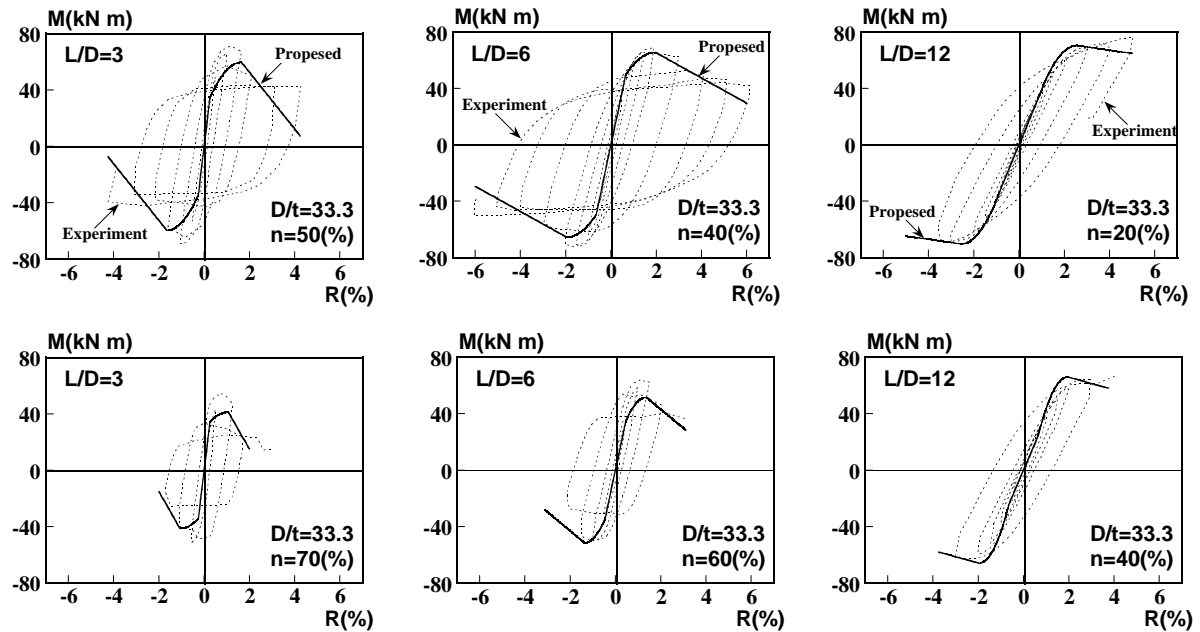 M(kN m)
80
40
0
-40
-80
L/D=3
Propesed
Experiment
D/t=33.3
n=50(%)
-6 -4 -2 0 2 4 6
R(%)
M(kN m)
80
40
0
-40
-80
L/D=6
Propesed
Experiment
D/t=33.3
n=40(%)
-6 -4 -2 0 2 4 6
R(%)
M(kN m)
80
40
0
-40
-80
L/D=12
Experiment
Propesed
D/t=33.3
n=20(%)
-6 -4 -2 0 2 4 6
R(%)
M(kN m)
80
40
0
-40
-80
L/D=3
D/t=33.3
n=70(%)
-6 -4 -2 0 2 4 6
R(%)
M(kN m)
80
40
0
-40
-80
L/D=6
D/t=33.3
n=60(%)
-6 -4 -2 0 2 4 6
R(%)
M(kN m)
80
40
0
-40
-80
L/D=12
D/t=33.3
n=40(%)
-6 -4 -2 0 2 4 6
R(%)